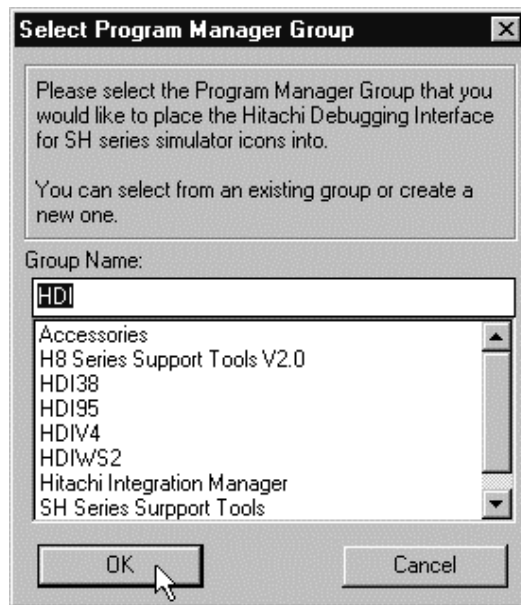 Select Program Manager Group
Please select the Program Manager Group that you
would like to place the Hitachi Debugging Interface
for SH series simulator icons into.
You can select from an existing group or create a
new one.
Group Name:
HDI
Accessories
H8 Series Support Tools V2.0
HDI38
HDI95
HDIV4
HDIWS2
Hitachi Integration Manager
SH Series Surpport Tools
OK
Cancel